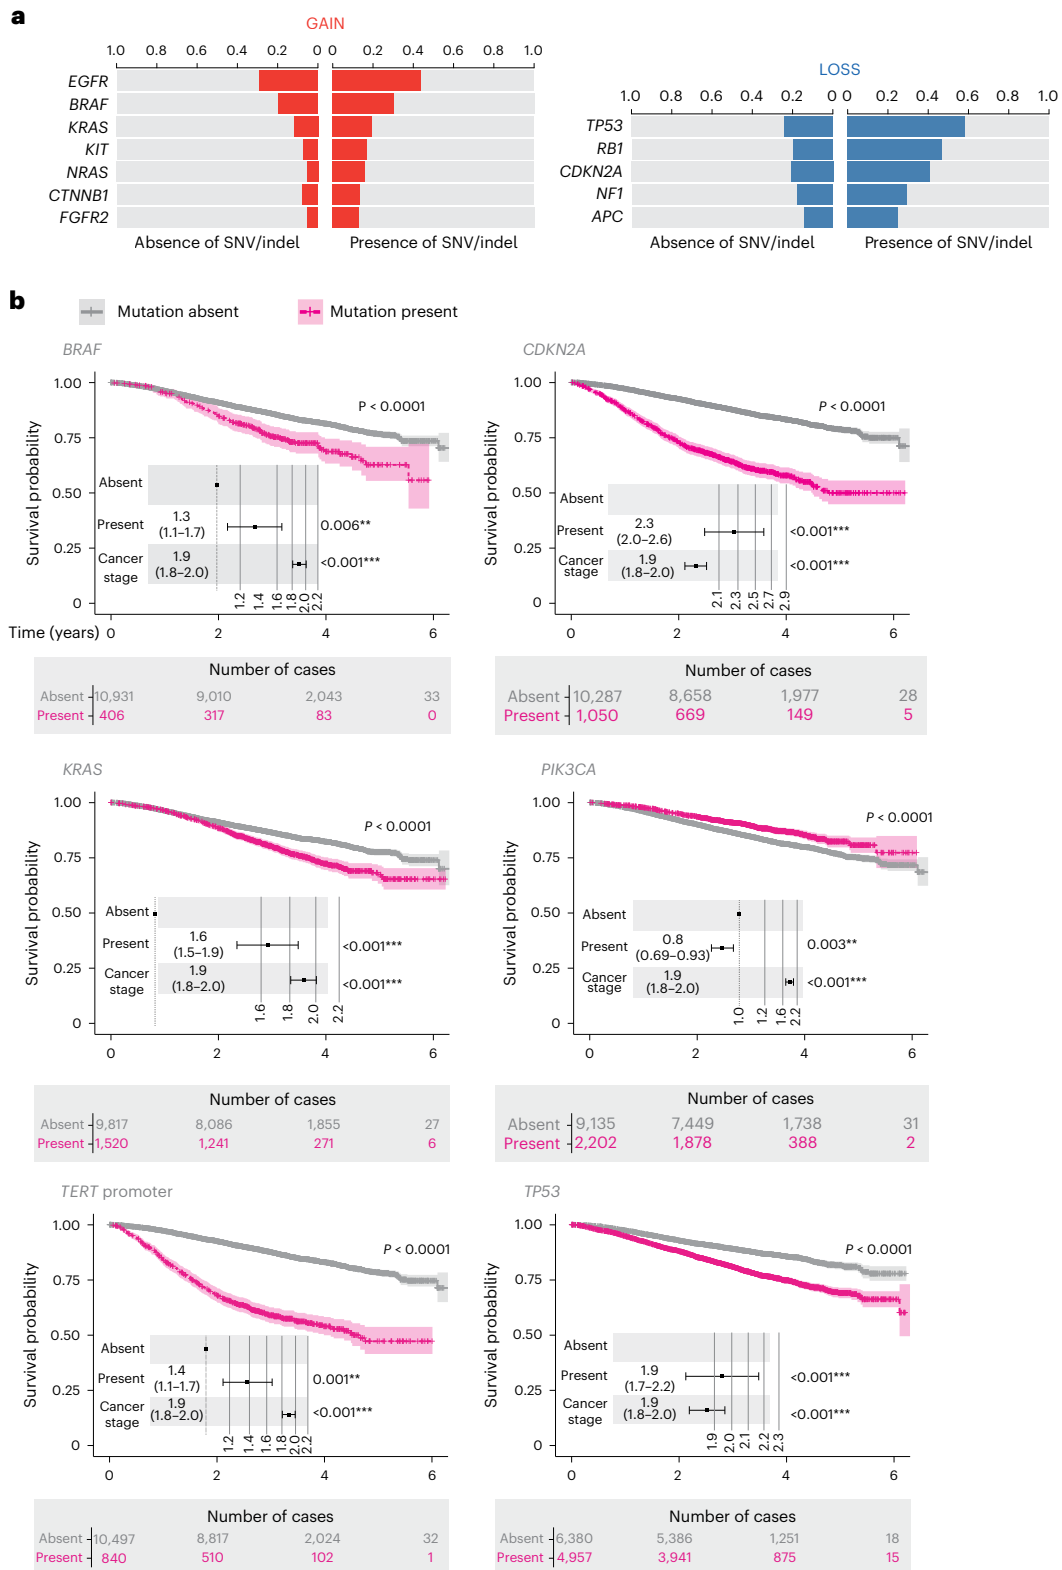 a
GAIN
1.0 0.8 0.6 0.4 0.2 0 0 0.2 0.4 0.6 0.8 1.0
EGFR
BRAF
KRAS
KIT
NRAS
CTNNB1
FGFR2
Absence of SNV/indel Presence of SNV/indel
LOSS
1.0 0.8 0.6 0.4 0.2 0 0 0.2 0.4 0.6 0.8 1.0
TP53
RB1
CDKN2A
NF1
APC
Absence of SNV/indel Presence of SNV/indel
b
Mutation absent Mutation present
BRAF
Survival probability
1.00
0.75
0.50
0.25
0
P < 0.0001
Absent
Present 1.3 (1.1–1.7) 0.006**
Cancer stage 1.9 (1.8–2.0) <0.001***
1.2 1.4 1.6 1.8 2.0 2.2
Time (years) 0 2 4 6
Number of cases
Absent 10,931 9,010 2,043 33
Present 406 317 83 0
CDKN2A
Survival probability
1.00
0.75
0.50
0.25
0
P < 0.0001
Absent
Present 2.3 (2.0–2.6) <0.001***
Cancer stage 1.9 (1.8–2.0) <0.001***
2.1 2.3 2.5 2.7 2.9
0 2 4 6
Number of cases
Absent 10,287 8,658 1,977 28
Present 1,050 669 149 5
KRAS
Survival probability
1.00
0.75
0.50
0.25
0
P < 0.0001
Absent
Present 1.6 (1.5–1.9) <0.001***
Cancer stage 1.9 (1.8–2.0) <0.001***
1.6 1.8 2.0 2.2
0 2 4 6
Number of cases
Absent 9,817 8,086 1,855 27
Present 1,520 1,241 271 6
PIK3CA
Survival probability
1.00
0.75
0.50
0.25
0
P < 0.0001
Absent
Present 0.8 (0.69–0.93) 0.003**
Cancer stage 1.9 (1.8–2.0) <0.001***
1.0 1.2 1.6 2.2
0 2 4 6
Number of cases
Absent 9,135 7,449 1,738 31
Present 2,202 1,878 388 2
TERT promoter
Survival probability
1.00
0.75
0.50
0.25
0
P < 0.0001
Absent
Present 1.4 (1.1–1.7) 0.001**
Cancer stage 1.9 (1.8–2.0) <0.001***
1.2 1.4 1.6 1.8 2.0 2.2
0 2 4 6
Number of cases
Absent 10,497 8,817 2,024 32
Present 840 510 102 1
TP53
Survival probability
1.00
0.75
0.50
0.25
0
P < 0.0001
Absent
Present 1.9 (1.7–2.2) <0.001***
Cancer stage 1.9 (1.8–2.0) <0.001***
1.9 2.0 2.1 2.2 2.3
0 2 4 6
Number of cases
Absent 6,380 5,386 1,251 18
Present 4,957 3,941 875 15